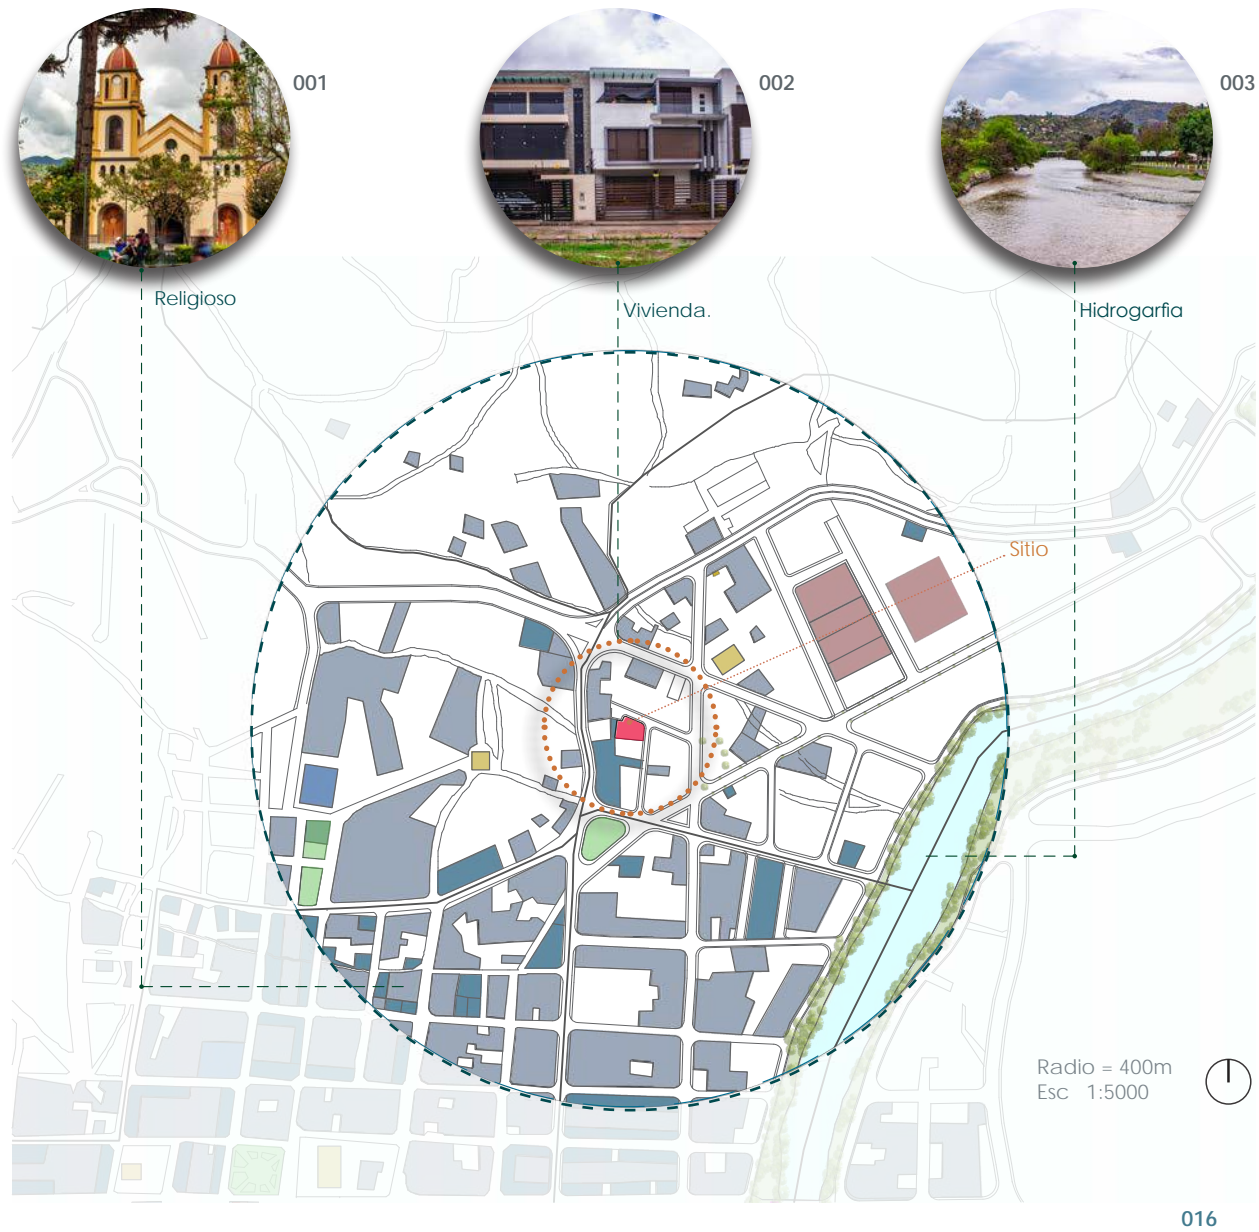 001
002
003
Religioso
Vivienda.
Hidrogarfia
Sitio
Radio = 400m
Esc 1:5000
016